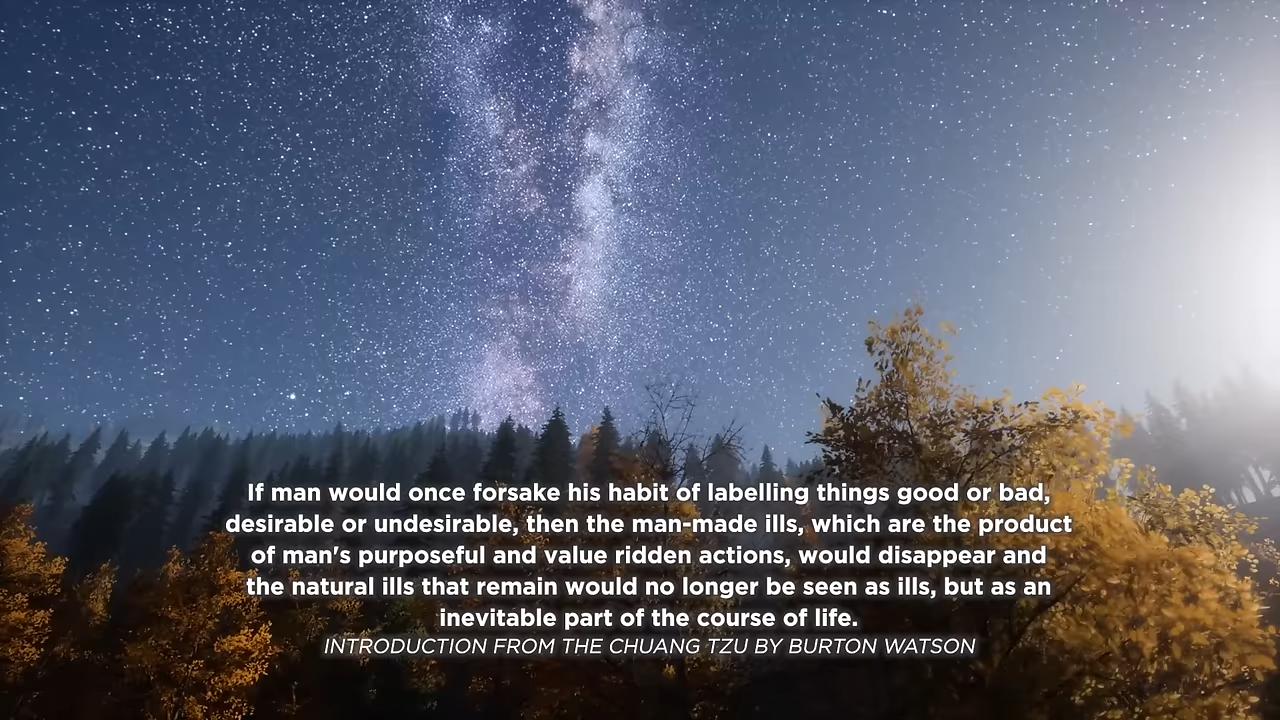 If man would once forsake his habit of labelling things good or bad,
desirable or undesirable, then the man-made ills, which are the product
of man's purposeful and value ridden actions, would disappear and
the natural ills that remain would no longer be seen as ills, but as an
inevitable part of the course of life.
INTRODUCTION FROM THE CHUANG TZU BY BURTON WATSON